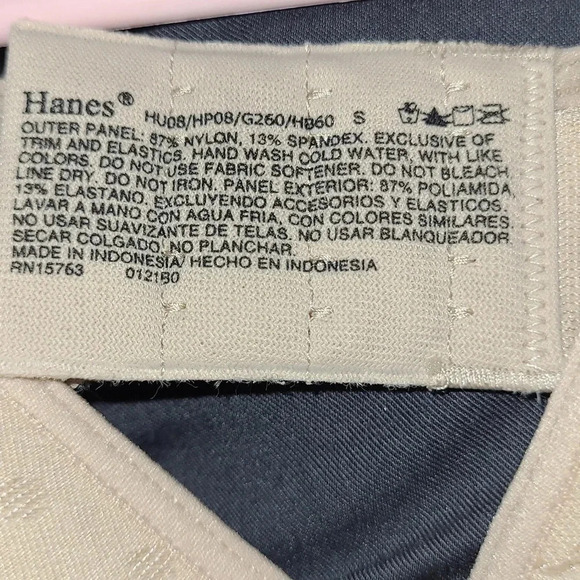 Hanes®
HU08/HP08/G260/HB60 S
OUTER PANEL: 87% NYLON, 13% SPANDEX. EXCLUSIVE OF
TRIM AND ELASTICS. HAND WASH COLD WATER, WITH LIKE
COLORS. DO NOT USE FABRIC SOFTENER. DO NOT BLEACH.
LINE DRY. DO NOT IRON. PANEL EXTERIOR: 87% POLIAMIDA,
13% ELASTANO. EXCLUYENDO ACCESORIOS Y ELASTICOS.
LAVAR A MANO CON AGUA FRIA, CON COLORES SIMILARES.
NO USAR SUAVIZANTE DE TELAS. NO USAR BLANQUEADOR.
SECAR COLGADO. NO PLANCHAR.
MADE IN INDONESIA/ HECHO EN INDONESIA
RN15763 0121B0